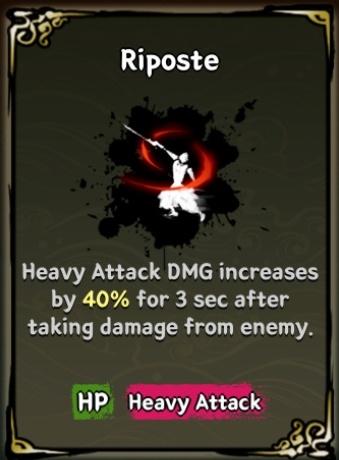 Riposte
Heavy Attack DMG increases
by 40% for 3 sec after
taking damage from enemy.
HP Heavy Attack